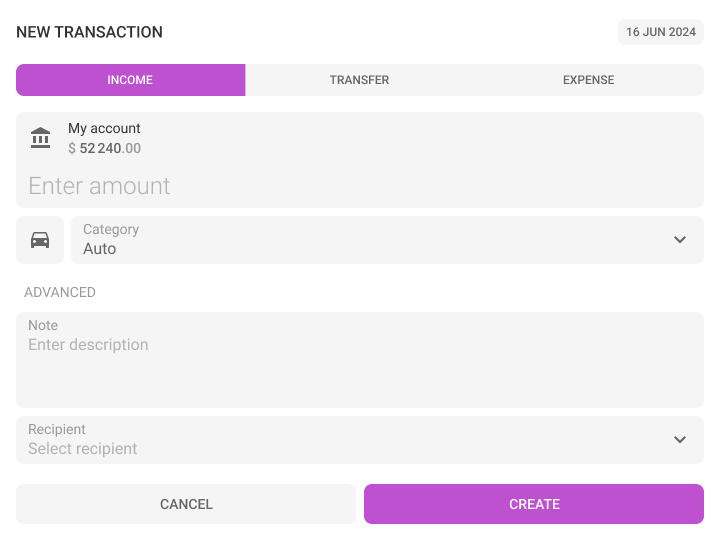 NEW TRANSACTION
16 JUN 2024
INCOME
TRANSFER
EXPENSE
My account
$ 52 240.00
Enter amount
Category
Auto
ADVANCED
Note
Enter description
Recipient
Select recipient
CANCEL
CREATE